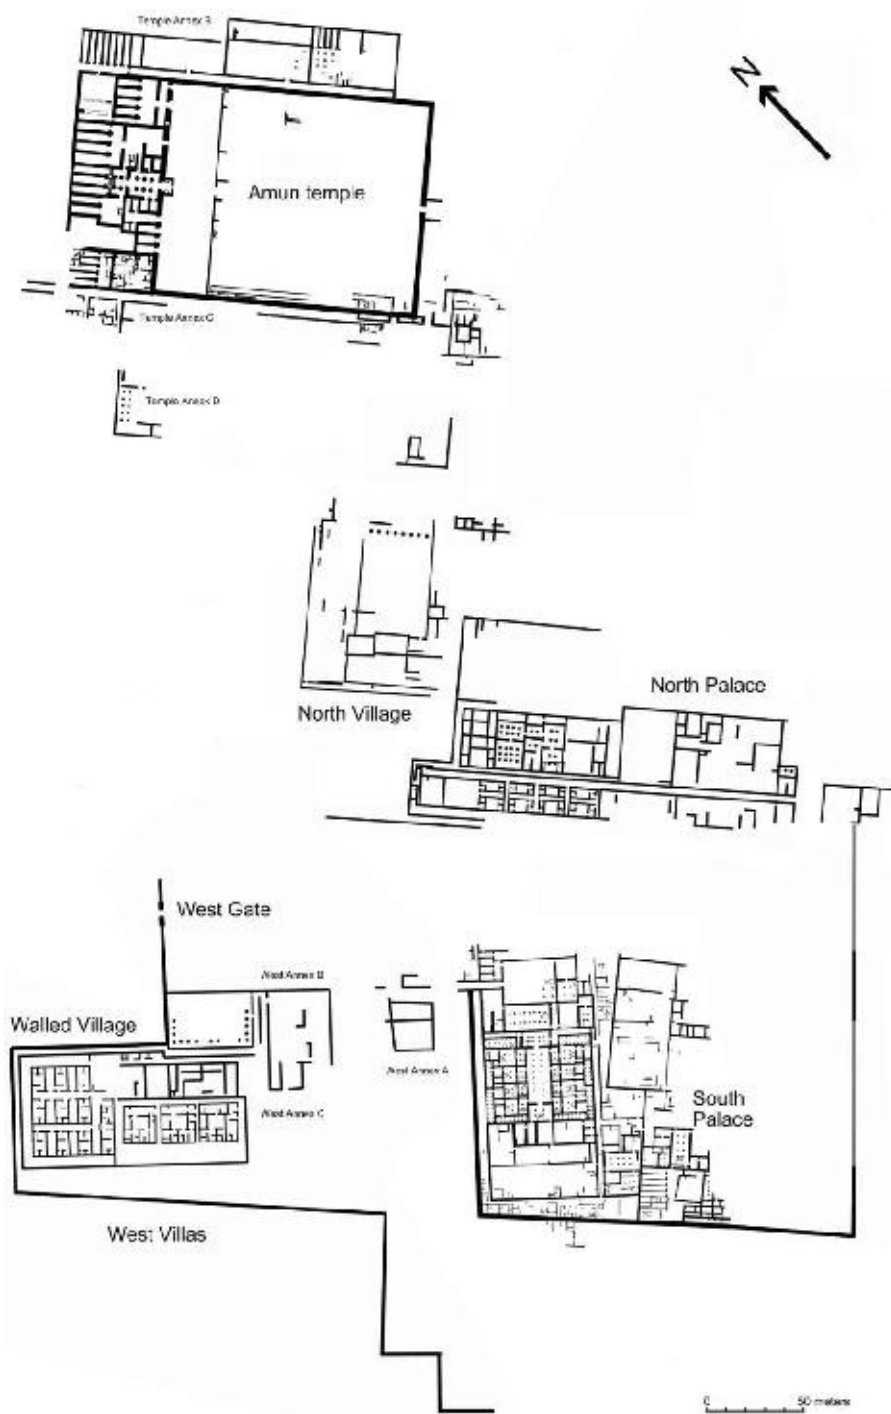 Temple Annex B
N
Amun temple
Temple Annex C
Temple Annex D
North Palace
North Village
West Gate
West Annex B
Walled Village
West Annex A
West Annex C
South
Palace
West Villas
0 50 meters